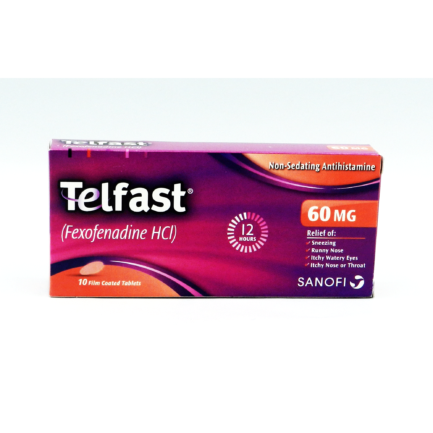 Non-Sedating Antihistamine
Telfast®
(Fexofenadine HCl)
12
HOURS
60 MG
Relief of:
Sneezing
Runny Nose
Itchy Watery Eyes
Itchy Nose or Throat
10 Film Coated Tablets
SANOFI